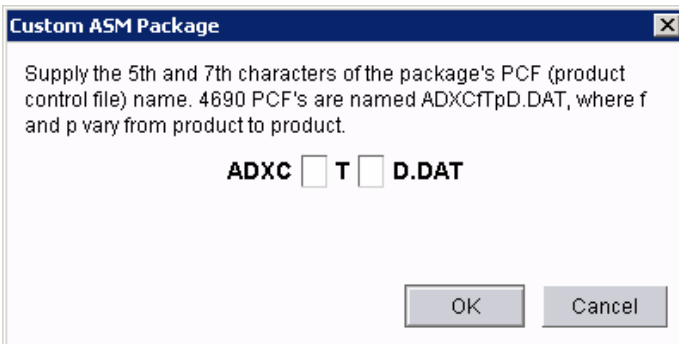 Custom ASM Package
Supply the 5th and 7th characters of the package's PCF (product
control file) name. 4690 PCF's are named ADXCfTpD.DAT, where f
and p vary from product to product.
ADXC T D.DAT
OK Cancel